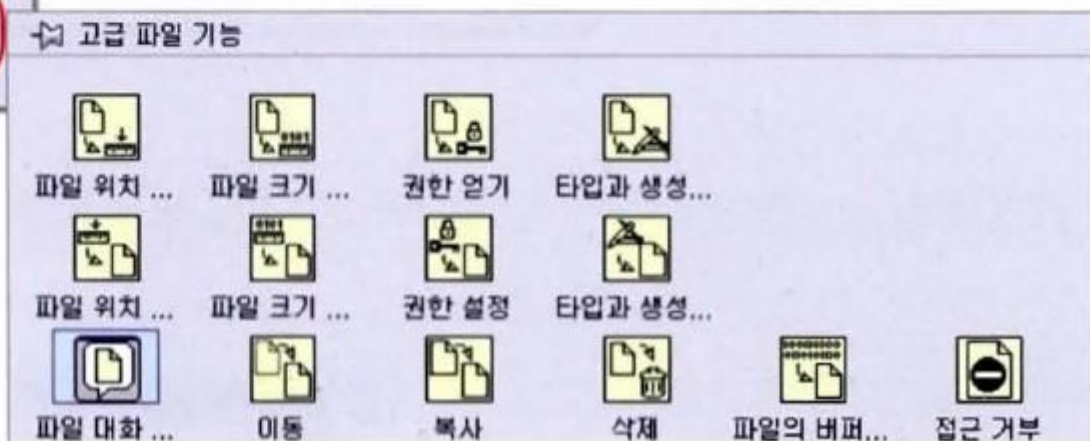 고급 파일 기능
파일 위치 ... 파일 크기 ... 권한 얻기 타입과 생성...
파일 위치 ... 파일 크기 ... 권한 설정 타입과 생성...
파일 대화 ... 이동 복사 삭제 파일의 버퍼... 접근 거부